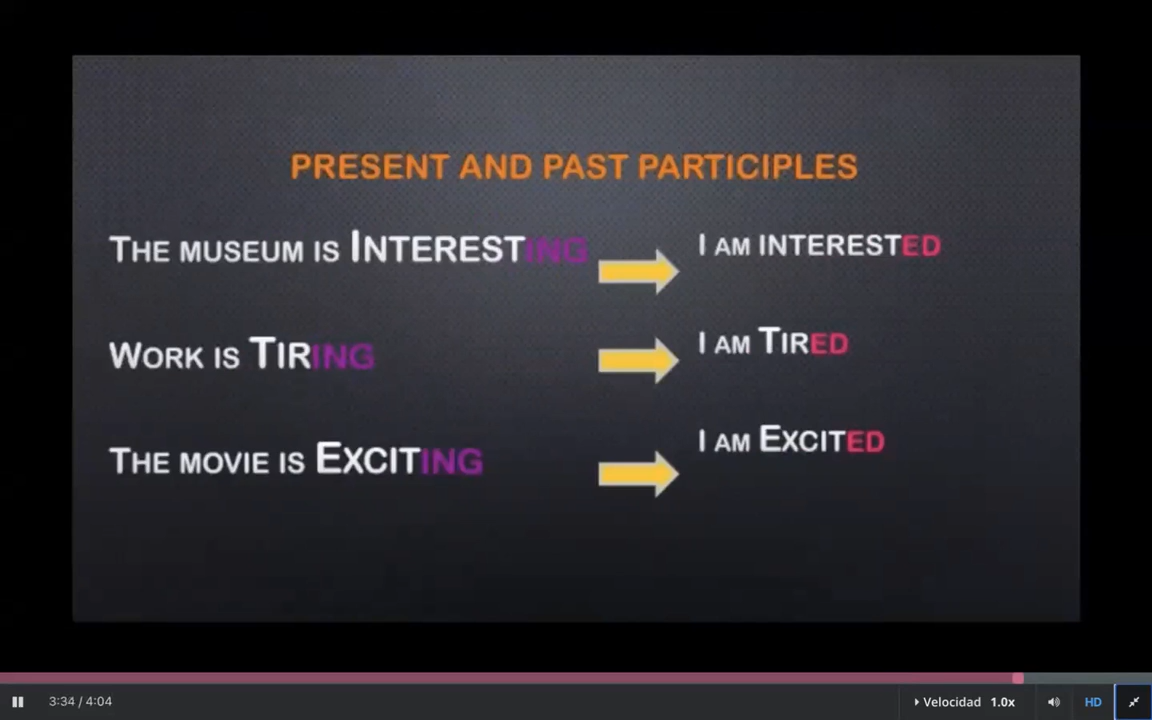 PRESENT AND PAST PARTICIPLES
THE MUSEUM IS INTERESTING
I AM INTERESTED
WORK IS TIRING
I AM TIRED
THE MOVIE IS EXCITING
I AM EXCITED
3:34 / 4:04
Velocidad 1.0x
HD